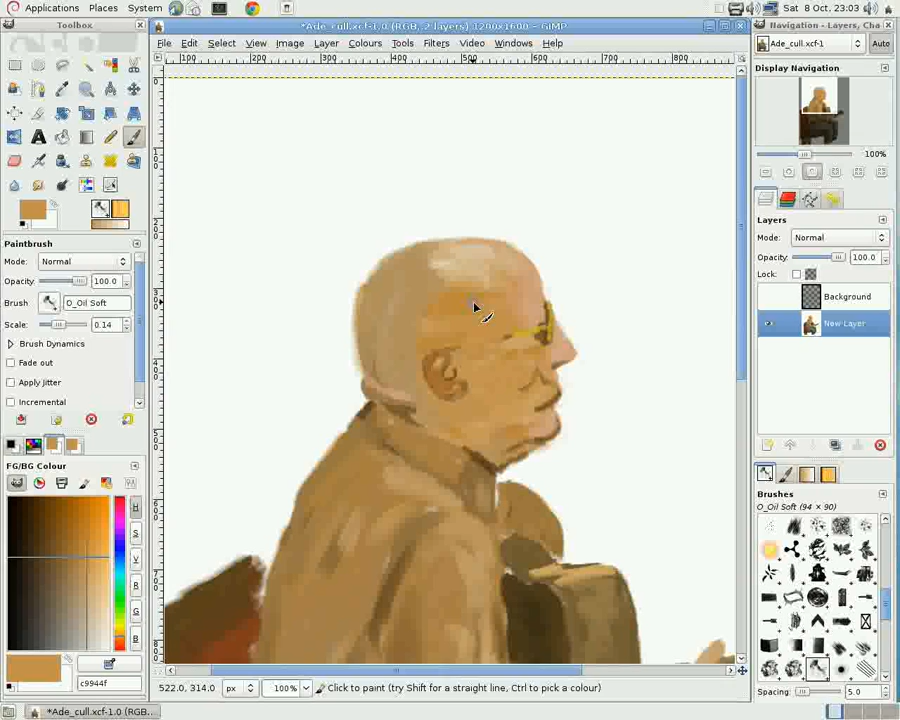 Applications Places System
Sat 8 Oct, 23:03
Toolbox
*Ade_cull.xcf-1.0 (RGB, 2 layers) 1200x1600 – GIMP
Navigation - Layers, Cha
File Edit Select View Image Layer Colours Tools Filters Video Windows Help
Ade_cull.xcf-1
Auto
100 200 300 400 500 600 700 800
Display Navigation
100%
Paintbrush
Mode: Normal
Opacity: 100.0
Brush O_Oil Soft
Scale: 0.14
Brush Dynamics
Fade out
Apply Jitter
Incremental
FG/BG Colour
H
S
V
R
G
B
c9944f
Layers
Mode: Normal
Opacity: 100.0
Lock:
Background
New Layer
Brushes
O_Oil Soft (94 × 90)
Spacing: 5.0
522.0, 314.0 px 100% Click to paint (try Shift for a straight line, Ctrl to pick a colour)
*Ade_cull.xcf-1.0 (RGB...